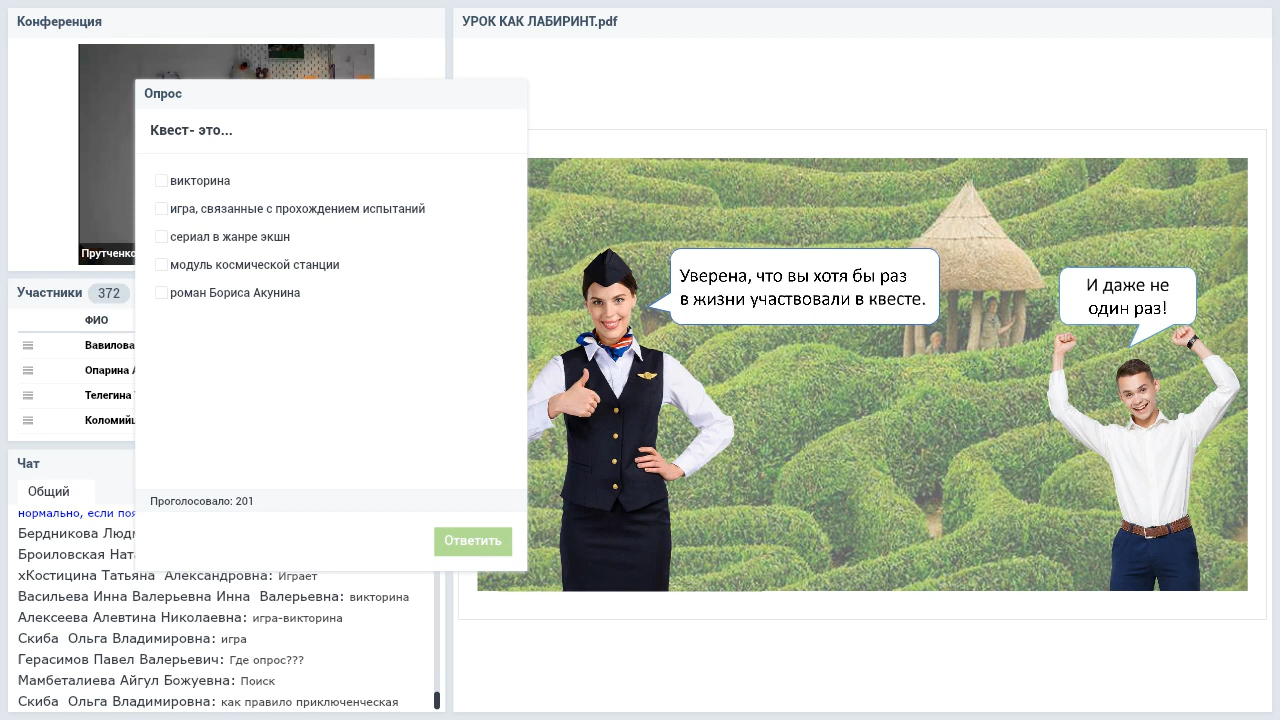 Конференция
УРОК КАК ЛАБИРИНТ.pdf
Опрос
Квест- это...
викторина
игра, связанные с прохождением испытаний
сериал в жанре экшн
модуль космической станции
роман Бориса Акунина
Проголосовало: 201
Ответить
Уверена, что вы хотя бы раз
в жизни участвовали в квесте.
И даже не
один раз!
Прутченко
Участники 372
ФИО
Вавилова
Опарина
Телегина
Чат
Общий
нормально, если
Бердникова
Броиловская
хКостицина Татьяна Александровна: Играет
Васильева Инна Валерьевна Инна Валерьевна: викторина
Алексеева Алевтина Николаевна: игра-викторина
Скиба Ольга Владимировна: игра
Герасимов Павел Валерьевич: Где опрос???
Мамбеталиева Айгул Божуевна: Поиск
Скиба Ольга Владимировна: как правило приключенческая